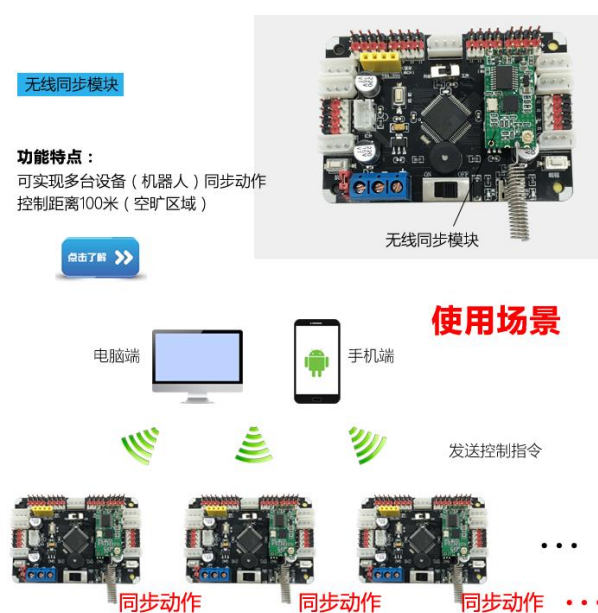 无线同步模块
功能特点：
可实现多台设备（机器人）同步动作
控制距离100米（空旷区域）
点击了解
ON
OFF
无线同步模块
使用场景
电脑端
手机端
发送控制指令
同步动作
同步动作
同步动作